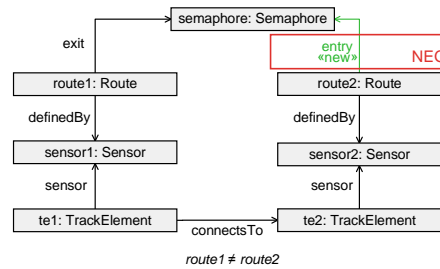 semaphore: Semaphore
exit
entry
«new»
NEG
route1: Route
route2: Route
definedBy
definedBy
sensor1: Sensor
sensor2: Sensor
sensor
sensor
te1: TrackElement
te2: TrackElement
connectsTo
route1 ≠ route2